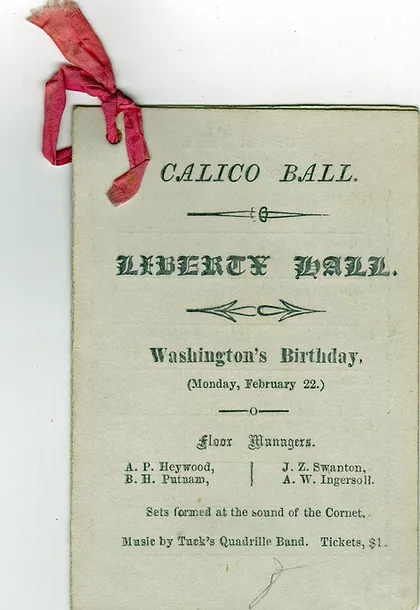 CALICO BALL.
LIBERTY HALL.
Washington's Birthday,
(Monday, February 22.)
Floor Managers.
A. P. Heywood, J. Z. Swanton,
B. H. Putnam, A. W. Ingersoll.
Sets formed at the sound of the Cornet.
Music by Tuck's Quadrille Band. Tickets, $1.